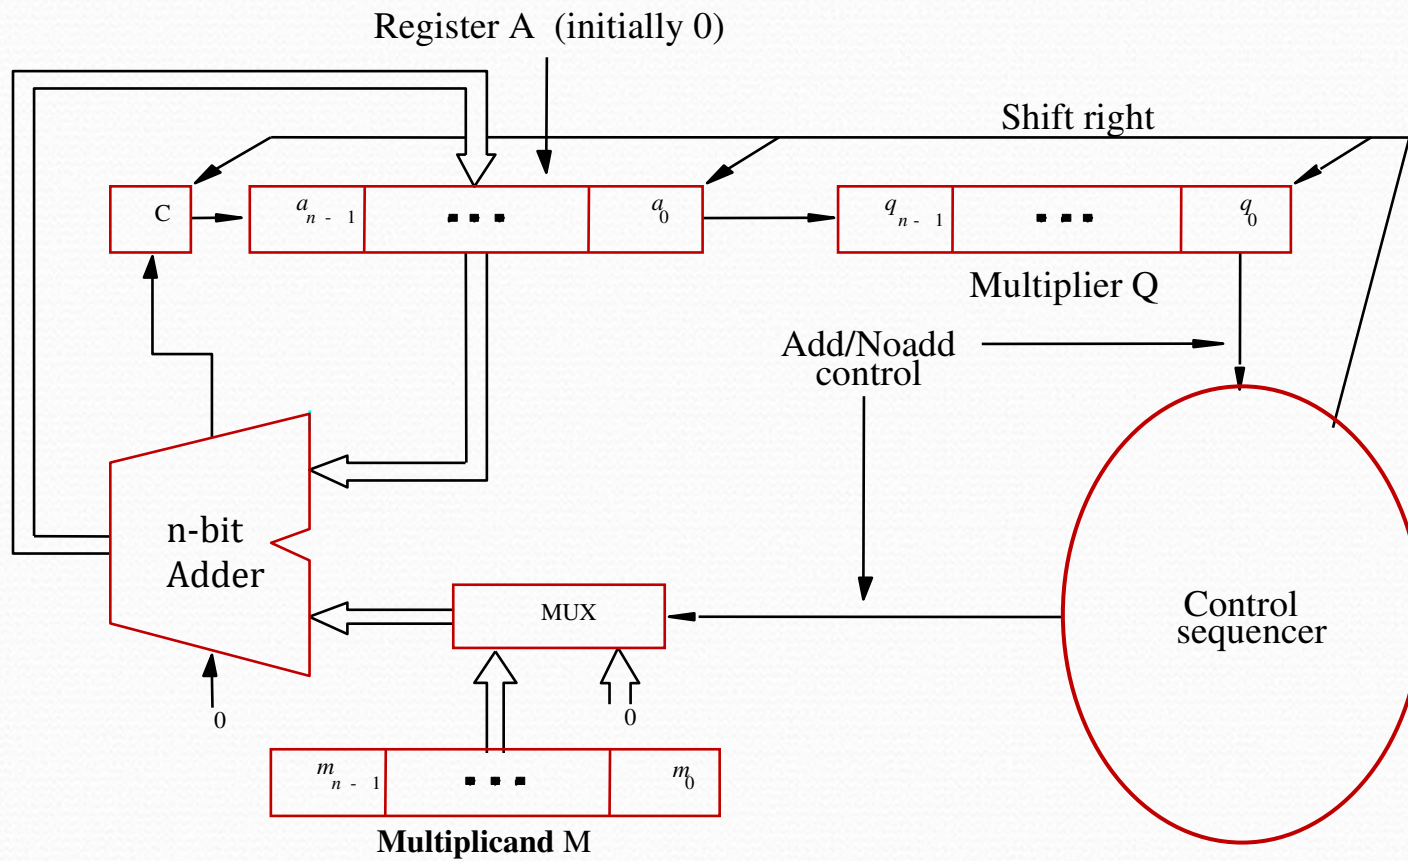 Register A (initially 0)
Shift right
C
a n - 1
a 0
q n - 1
q 0
Multiplier Q
Add/Noadd
control
n-bit
Adder
MUX
Control
sequencer
0
0
m n - 1
m 0
Multiplicand M